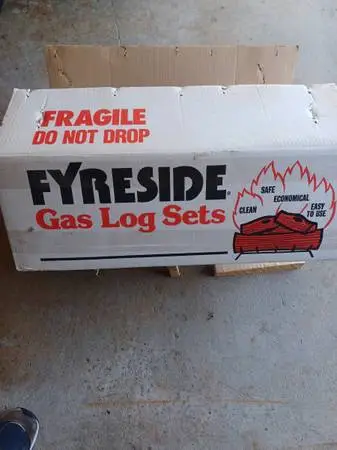 FRAGILE
DO NOT DROP
FYRESIDE®
Gas Log Sets
CLEAN
SAFE
ECONOMICAL
EASY
TO USE